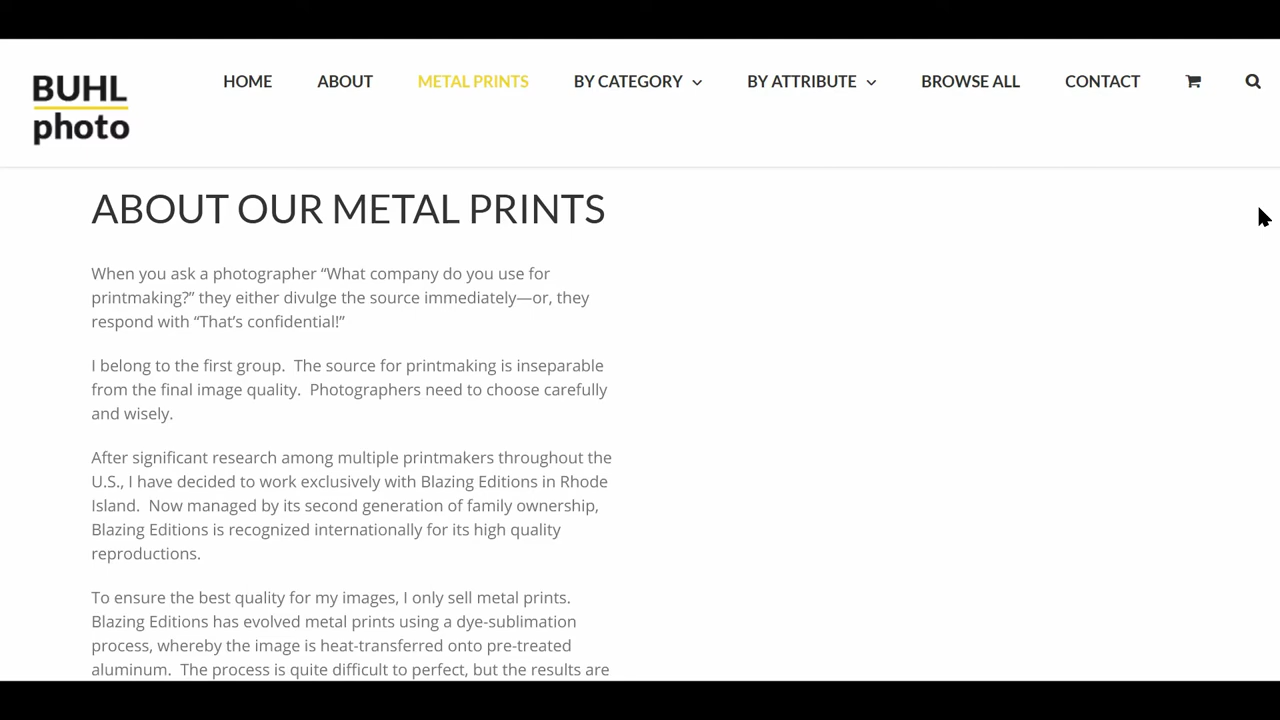 BUHL
photo
HOME ABOUT METAL PRINTS BY CATEGORY BY ATTRIBUTE BROWSE ALL CONTACT
ABOUT OUR METAL PRINTS
When you ask a photographer “What company do you use for
printmaking?” they either divulge the source immediately—or, they
respond with “That’s confidential!”
I belong to the first group.  The source for printmaking is inseparable
from the final image quality.  Photographers need to choose carefully
and wisely.
After significant research among multiple printmakers throughout the
U.S., I have decided to work exclusively with Blazing Editions in Rhode
Island.  Now managed by its second generation of family ownership,
Blazing Editions is recognized internationally for its high quality
reproductions.
To ensure the best quality for my images, I only sell metal prints.
Blazing Editions has evolved metal prints using a dye-sublimation
process, whereby the image is heat-transferred onto pre-treated
aluminum.  The process is quite difficult to perfect, but the results are